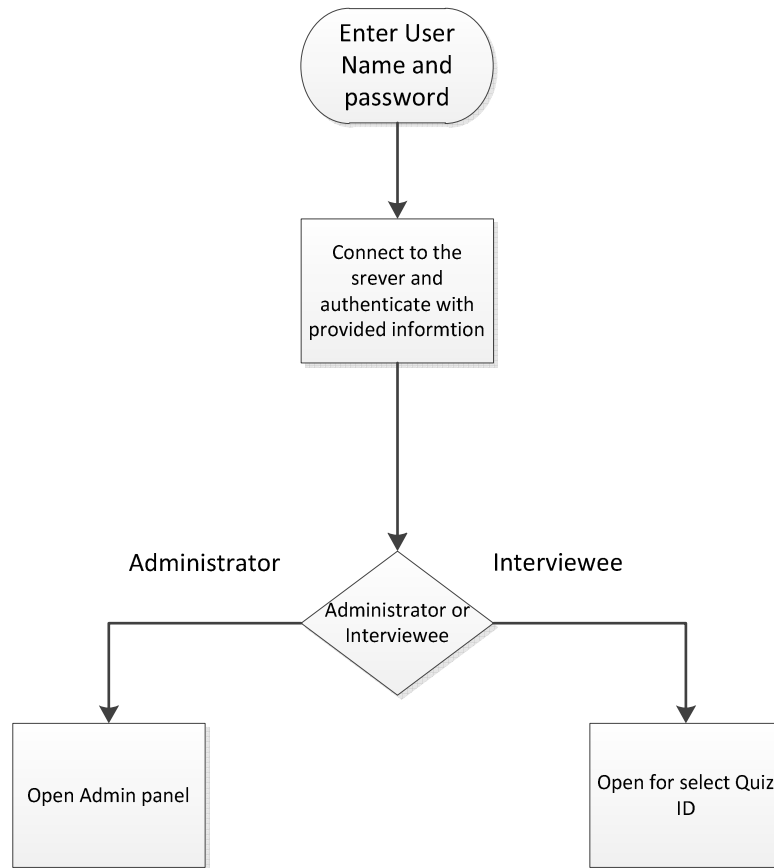 Enter User
Name and
password
Connect to the
srever and
authenticate with
provided informtion
Administrator
Interviewee
Administrator or
Interviewee
Open Admin panel
Open for select Quiz
ID